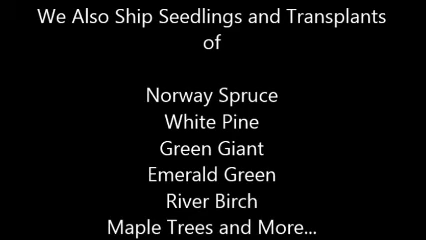 We Also Ship Seedlings and Transplants
of
Norway Spruce
White Pine
Green Giant
Emerald Green
River Birch
Maple Trees and More...